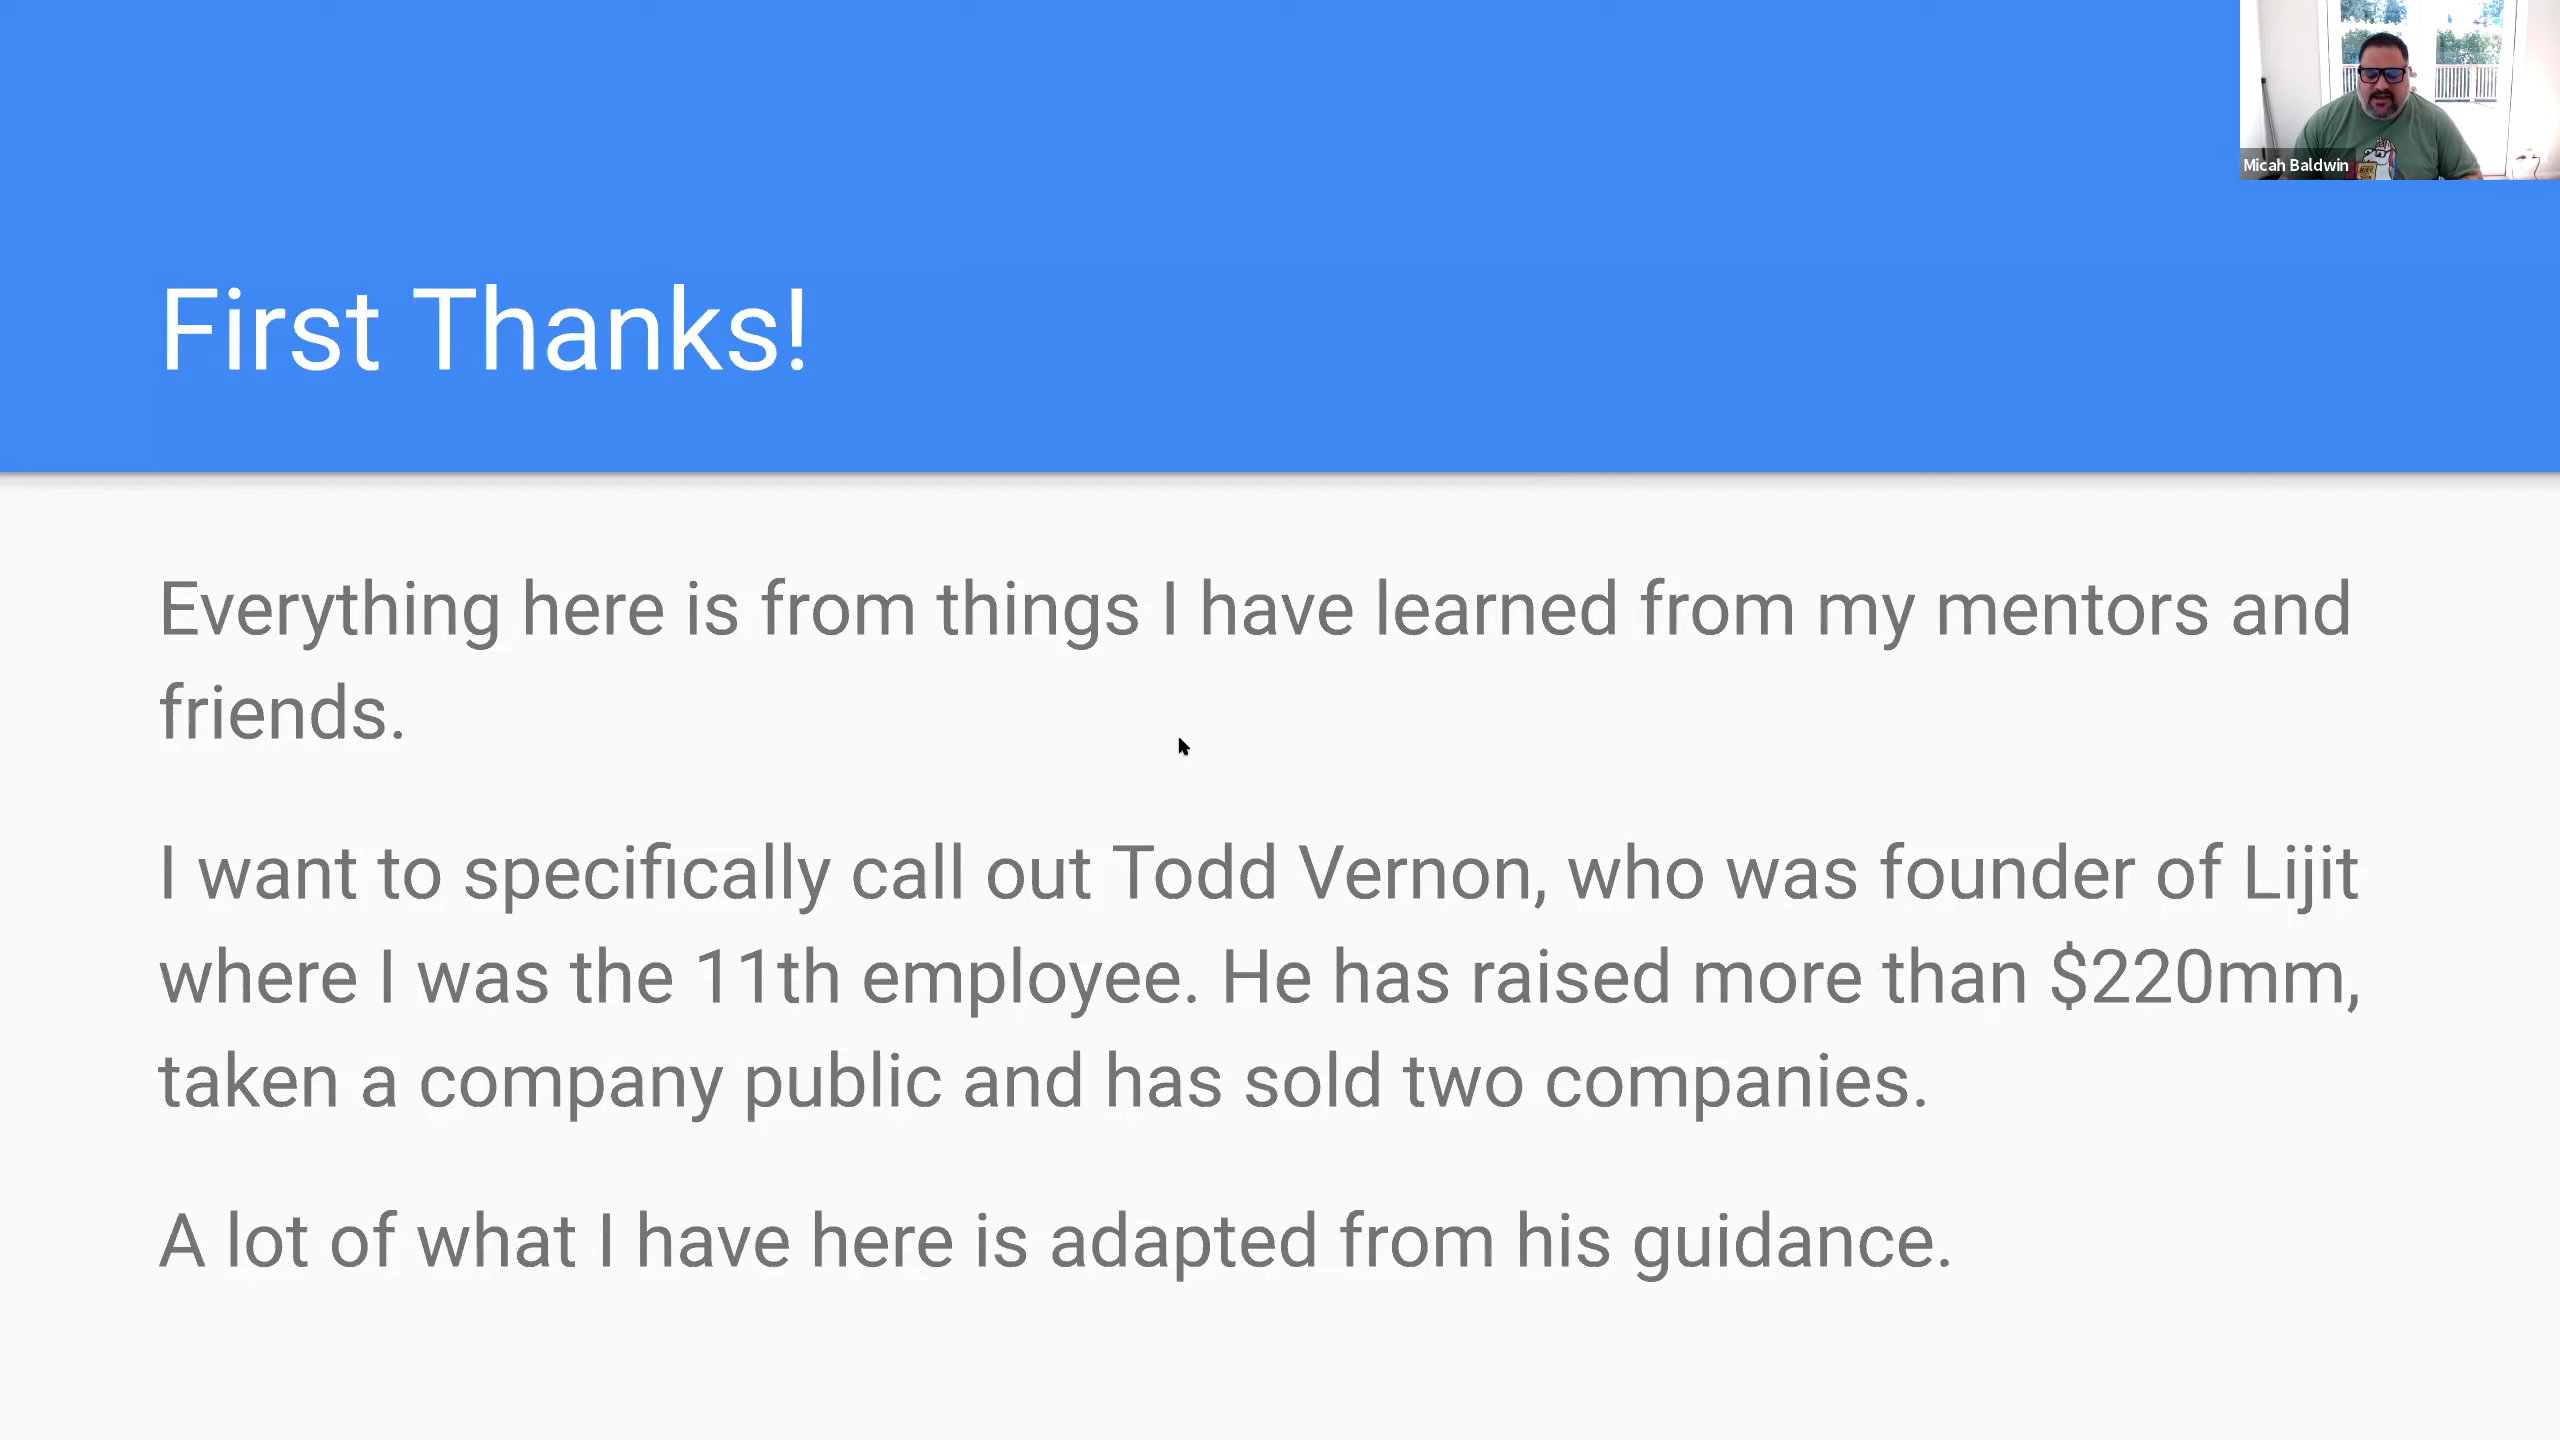 Micah Baldwin
First Thanks!
Everything here is from things I have learned from my mentors and
friends.
I want to specifically call out Todd Vernon, who was founder of Lijit
where I was the 11th employee. He has raised more than $220mm,
taken a company public and has sold two companies.
A lot of what I have here is adapted from his guidance.